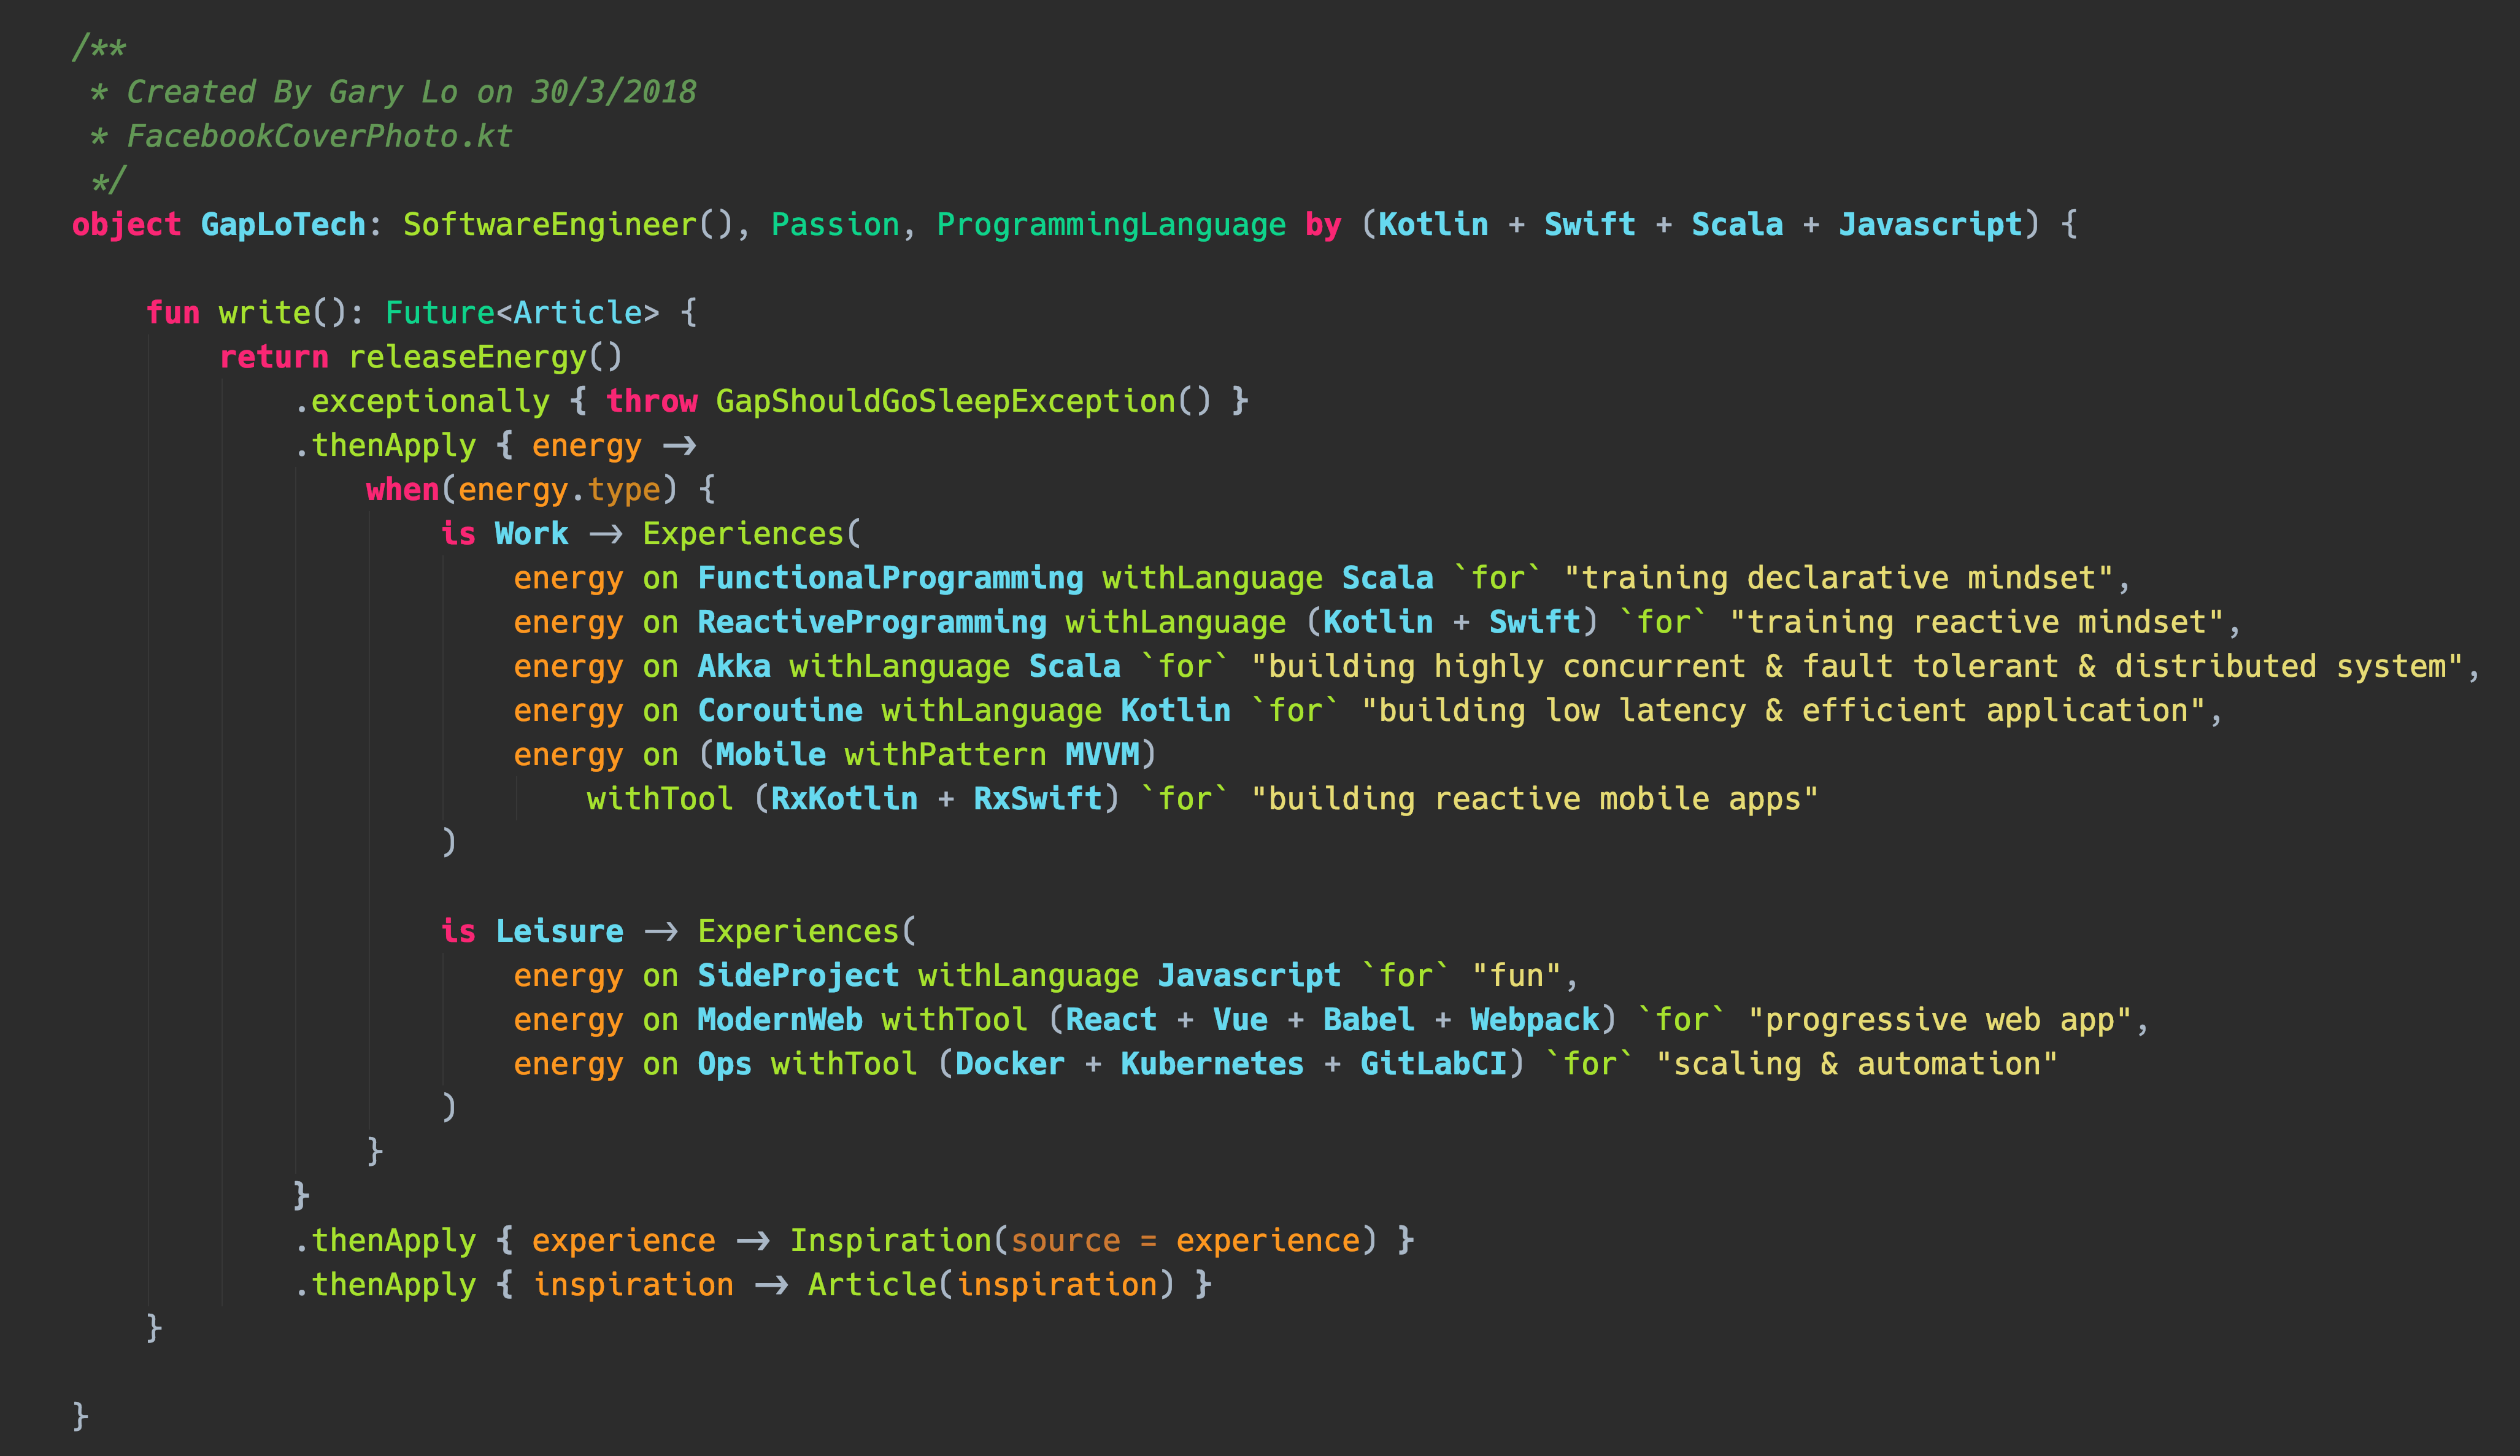 /**
 * Created By Gary Lo on 30/3/2018
 * FacebookCoverPhoto.kt
 */
object GapLoTech: SoftwareEngineer(), Passion, ProgrammingLanguage by (Kotlin + Swift + Scala + Javascript) {

    fun write(): Future<Article> {
        return releaseEnergy()
            .exceptionally { throw GapShouldGoSleepException() }
            .thenApply { energy ->
                when(energy.type) {
                    is Work -> Experiences(
                        energy on FunctionalProgramming withLanguage Scala `for` "training declarative mindset",
                        energy on ReactiveProgramming withLanguage (Kotlin + Swift) `for` "training reactive mindset",
                        energy on Akka withLanguage Scala `for` "building highly concurrent & fault tolerant & distributed system",
                        energy on Coroutine withLanguage Kotlin `for` "building low latency & efficient application",
                        energy on (Mobile withPattern MVVM)
                            withTool (RxKotlin + RxSwift) `for` "building reactive mobile apps"
                    )

                    is Leisure -> Experiences(
                        energy on SideProject withLanguage Javascript `for` "fun",
                        energy on ModernWeb withTool (React + Vue + Babel + Webpack) `for` "progressive web app",
                        energy on Ops withTool (Docker + Kubernetes + GitLabCI) `for` "scaling & automation"
                    )
                }
            }
            .thenApply { experience -> Inspiration(source = experience) }
            .thenApply { inspiration -> Article(inspiration) }
    }

}